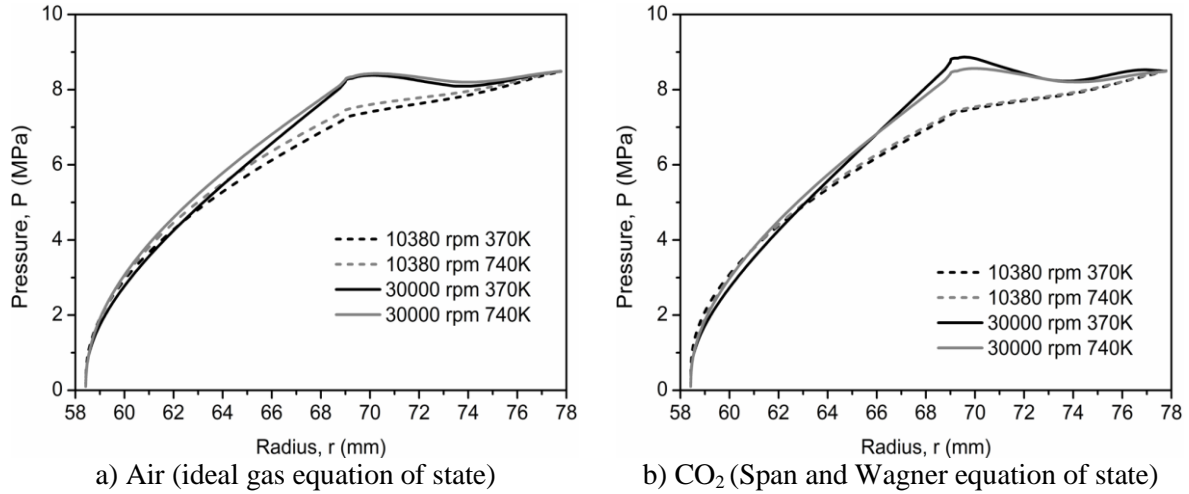 10
8
6
4
2
0
Pressure, P (MPa)
10380 rpm 370K
10380 rpm 740K
30000 rpm 370K
30000 rpm 740K
58 60 62 64 66 68 70 72 74 76 78
Radius, r (mm)
a) Air (ideal gas equation of state)
10
8
6
4
2
0
Pressure, P (MPa)
10380 rpm 370K
10380 rpm 740K
30000 rpm 370K
30000 rpm 740K
58 60 62 64 66 68 70 72 74 76 78
Radius, r (mm)
b) CO₂ (Span and Wagner equation of state)